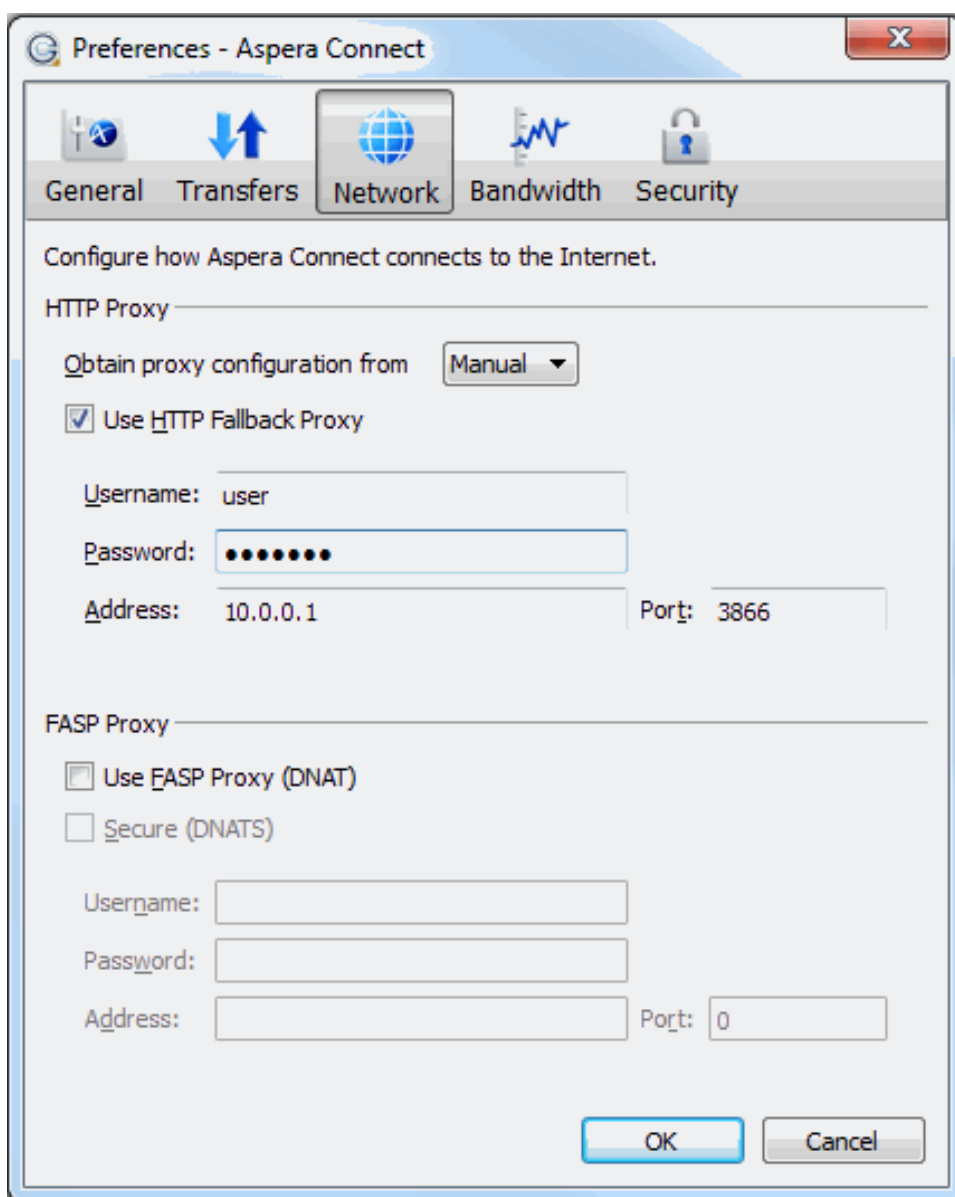 Preferences - Aspera Connect
General Transfers Network Bandwidth Security
Configure how Aspera Connect connects to the Internet.
HTTP Proxy
Obtain proxy configuration from Manual
Use HTTP Fallback Proxy
Username: user
Password: ●●●●●●●
Address: 10.0.0.1 Port: 3866
FASP Proxy
Use FASP Proxy (DNAT)
Secure (DNATS)
Username:
Password:
Address: Port: 0
OK Cancel